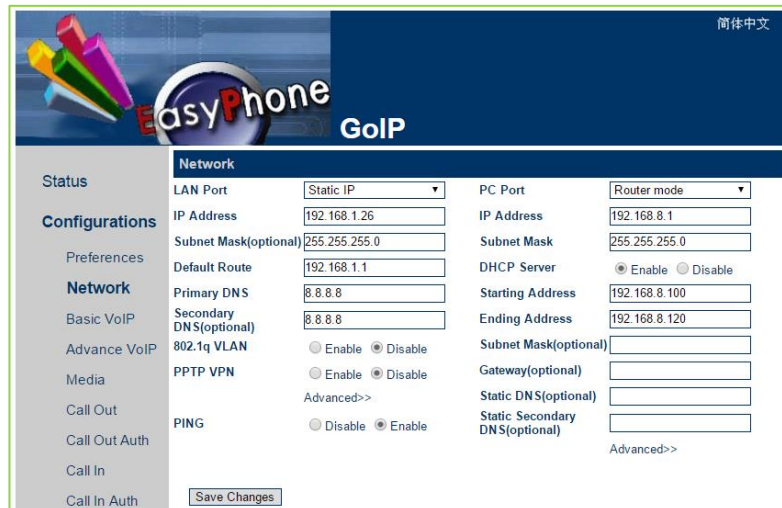 简体中文
EasyPhone
GoIP
Status
Configurations
Preferences
Network
Basic VoIP
Advance VoIP
Media
Call Out
Call Out Auth
Call In
Call In Auth
Network
LAN Port Static IP
IP Address 192.168.1.26
Subnet Mask(optional) 255.255.255.0
Default Route 192.168.1.1
Primary DNS 8.8.8.8
Secondary
DNS(optional) 8.8.8.8
802.1q VLAN Enable Disable
PPTP VPN Enable Disable
Advanced>>
PING Disable Enable
Save Changes
PC Port Router mode
IP Address 192.168.8.1
Subnet Mask 255.255.255.0
DHCP Server Enable Disable
Starting Address 192.168.8.100
Ending Address 192.168.8.120
Subnet Mask(optional)
Gateway(optional)
Static DNS(optional)
Static Secondary
DNS(optional)
Advanced>>